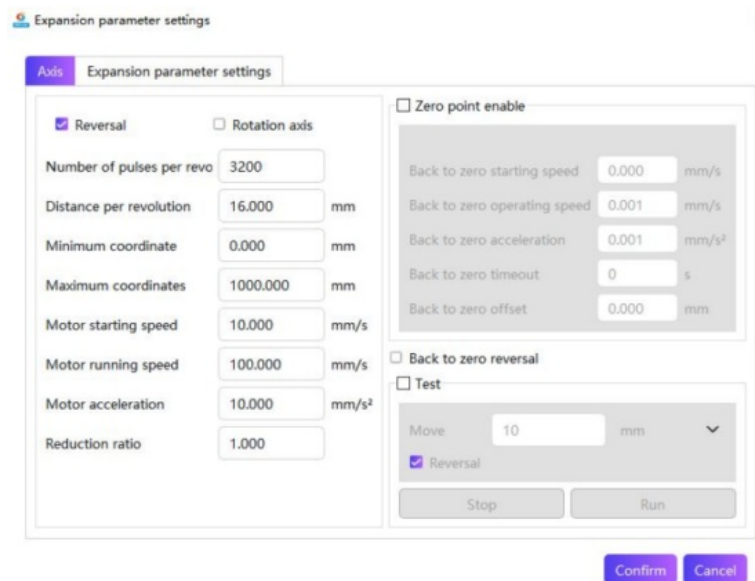 Expansion parameter settings
Axis Expansion parameter settings
Reversal Rotation axis
Number of pulses per revo 3200
Distance per revolution 16.000 mm
Minimum coordinate 0.000 mm
Maximum coordinates 1000.000 mm
Motor starting speed 10.000 mm/s
Motor running speed 100.000 mm/s
Motor acceleration 10.000 mm/s²
Reduction ratio 1.000
Zero point enable
Back to zero starting speed 0.000 mm/s
Back to zero operating speed 0.001 mm/s
Back to zero acceleration 0.001 mm/s²
Back to zero timeout 0 s
Back to zero offset 0.000 mm
Back to zero reversal
Test
Move 10 mm
Reversal
Stop Run
Confirm Cancel